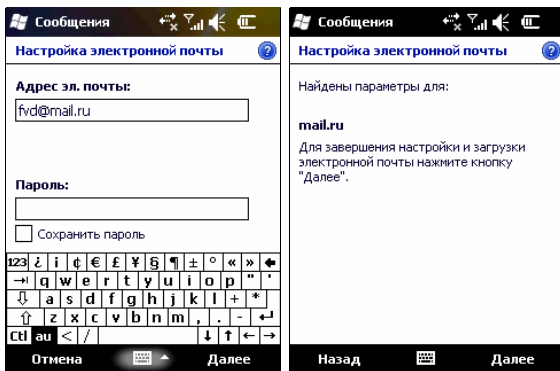 Сообщения
Настройка электронной почты
Адрес эл. почты:
fvd@mail.ru
Пароль:
Сохранить пароль
123 ¿ ¡ ¢ € £ ¥ § ¶ ± ° « »
q w e r t y u i o p " '
a s d f g h j k l + *
z x c v b n m , . -
Ctl au < /
Отмена Далее
Сообщения
Настройка электронной почты
Найдены параметры для:
mail.ru
Для завершения настройки и загрузки
электронной почты нажмите кнопку
"Далее".
Назад Далее